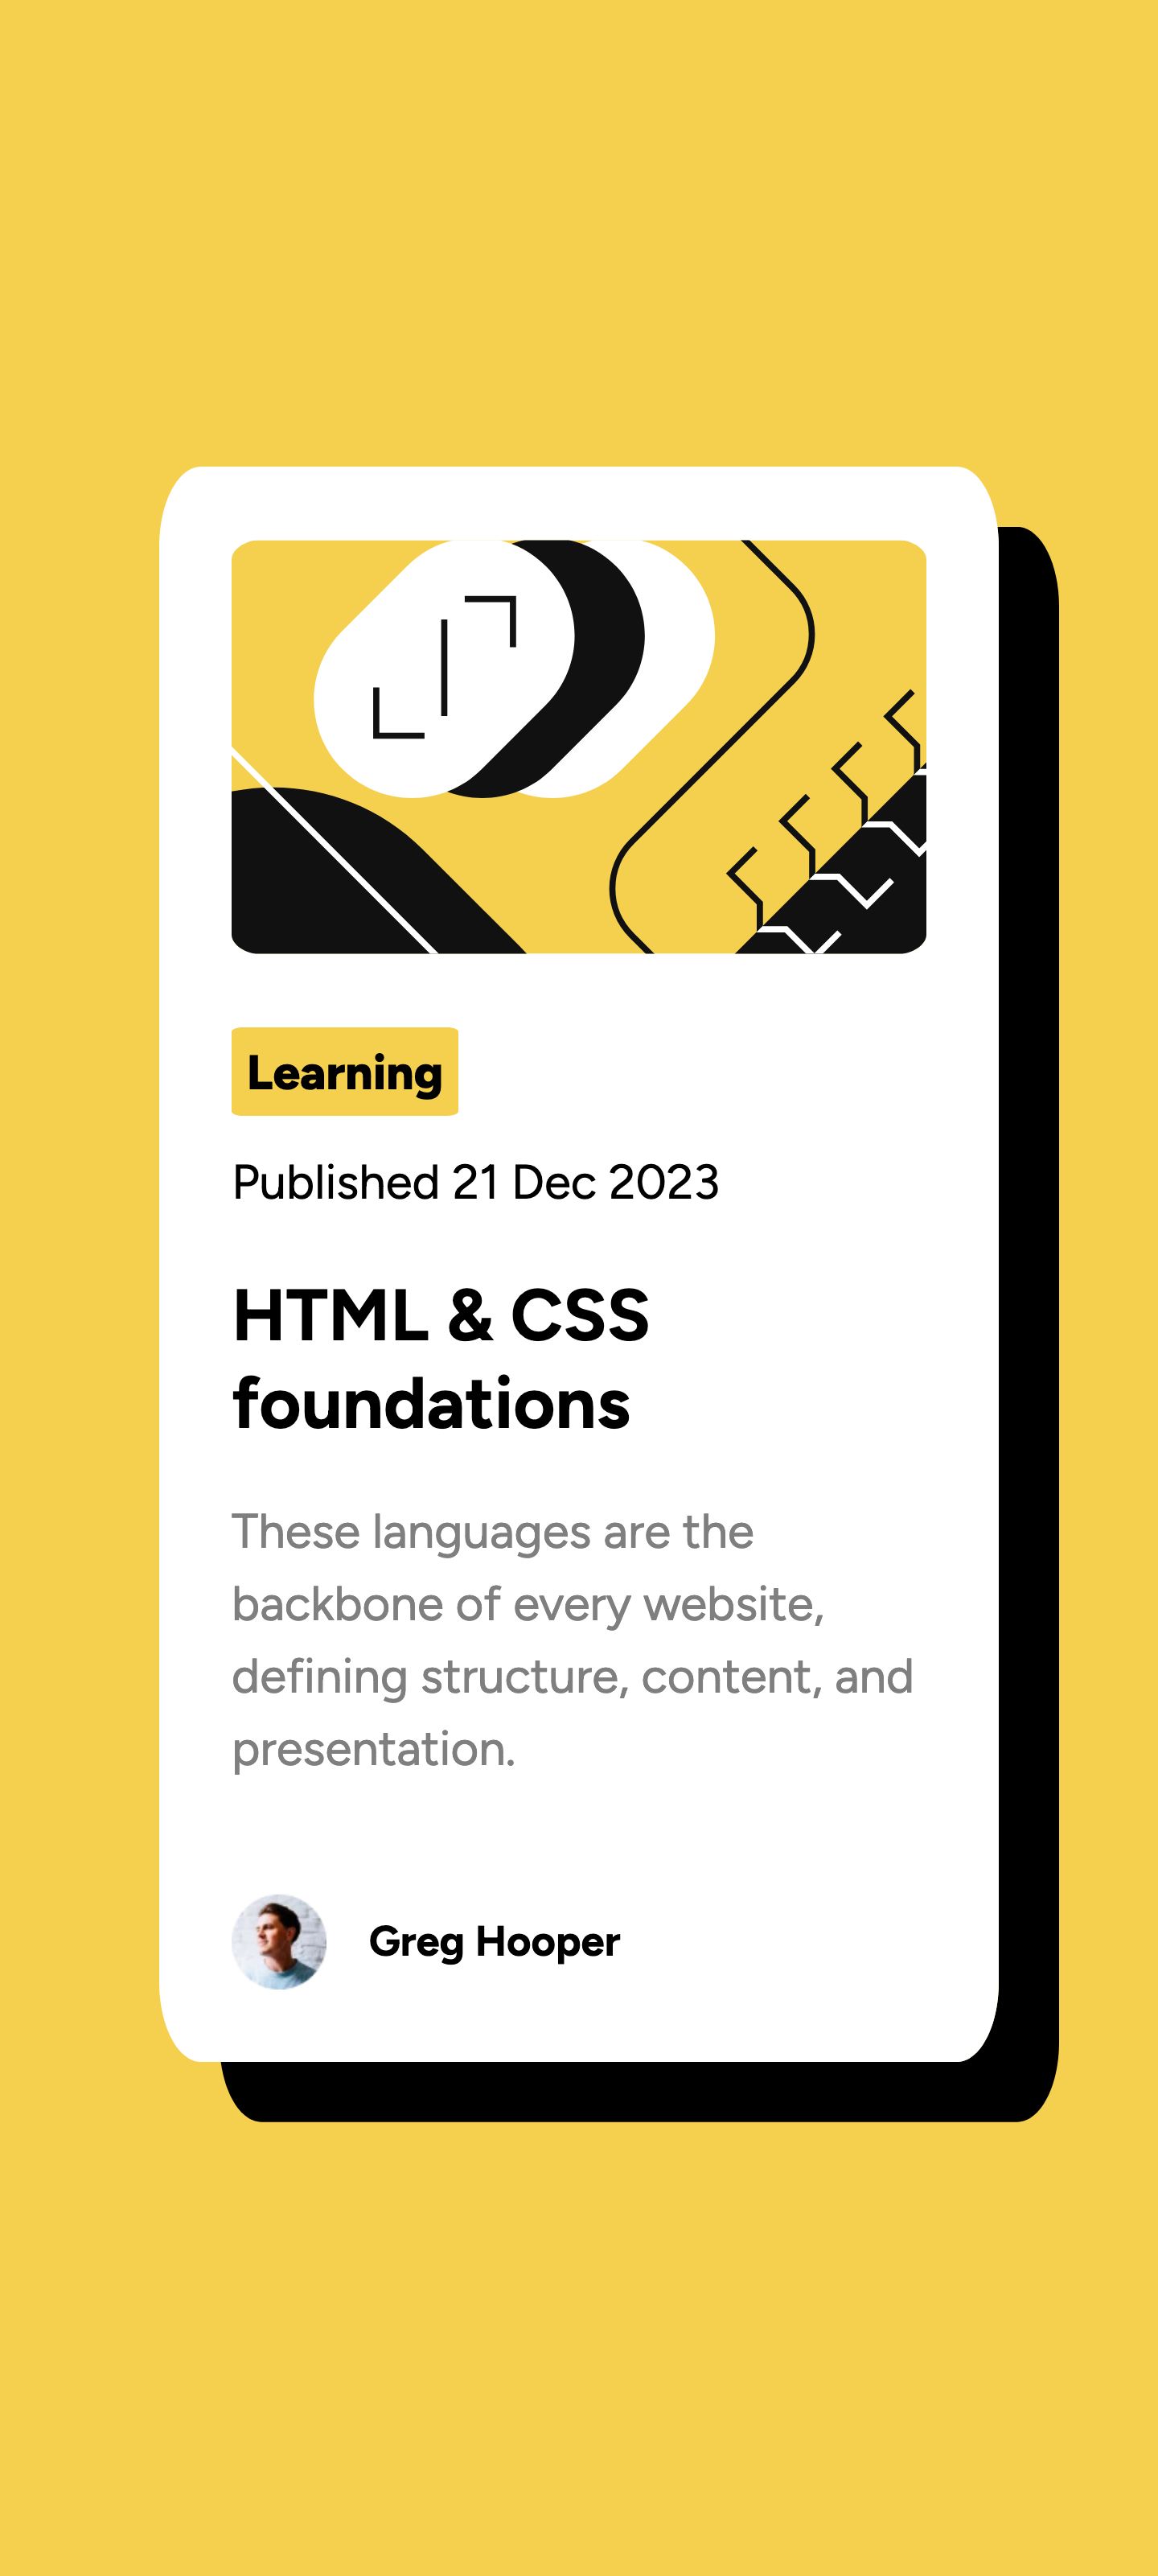 Learning
Published 21 Dec 2023
HTML & CSS
foundations
These languages are the
backbone of every website,
defining structure, content, and
presentation.
Greg Hooper